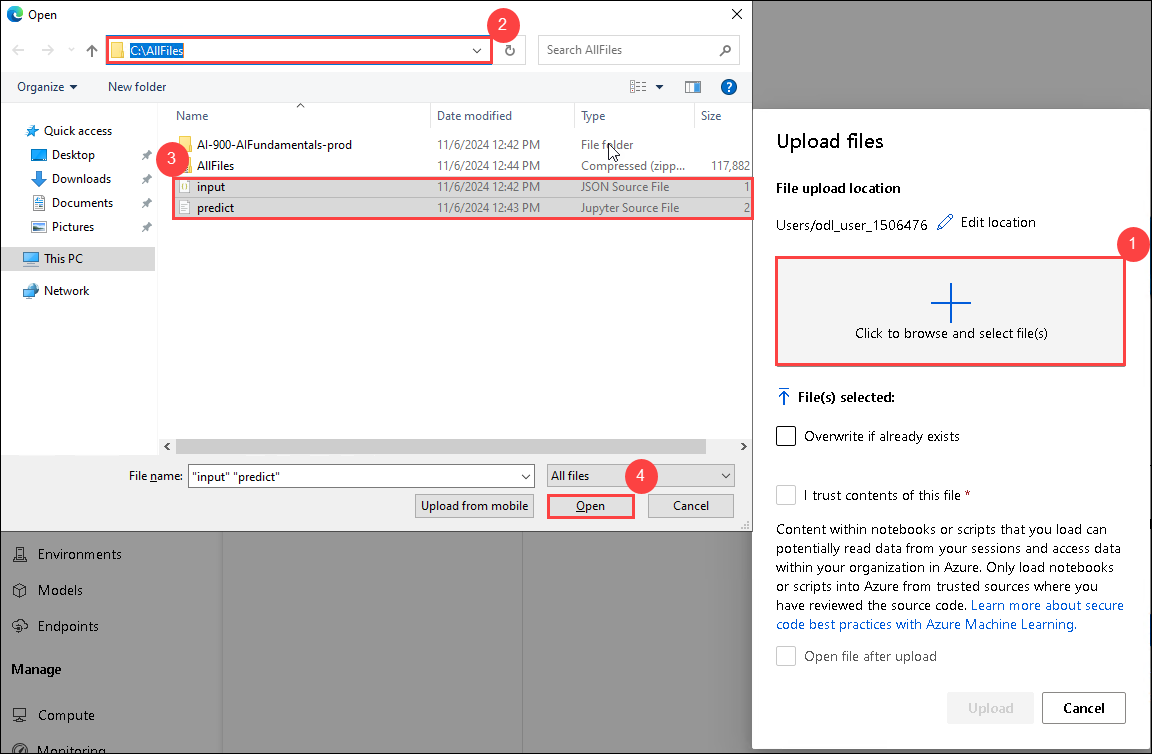 Open
2
C:\AllFiles
Search AllFiles
Organize
New folder
Name
Date modified
Type
Size
Quick access
Desktop
Downloads
Documents
Pictures
This PC
Network
3
AI-900-AIFundamentals-prod 11/6/2024 12:42 PM File folder
AllFiles 11/6/2024 12:44 PM Compressed (zipp... 117,882
input 11/6/2024 12:42 PM JSON Source File 1
predict 11/6/2024 12:43 PM Jupyter Source File 2
File name: "input" "predict"
All files
4
Upload from mobile
Open
Cancel
Environments
Models
Endpoints
Manage
Compute
Monitoring
Upload files
File upload location
Users/odl_user_1506476 Edit location
1
Click to browse and select file(s)
File(s) selected:
Overwrite if already exists
I trust contents of this file *
Content within notebooks or scripts that you load can
potentially read data from your sessions and access data
within your organization in Azure. Only load notebooks
or scripts into Azure from trusted sources where you
have reviewed the source code. Learn more about secure
code best practices with Azure Machine Learning.
Open file after upload
Upload
Cancel